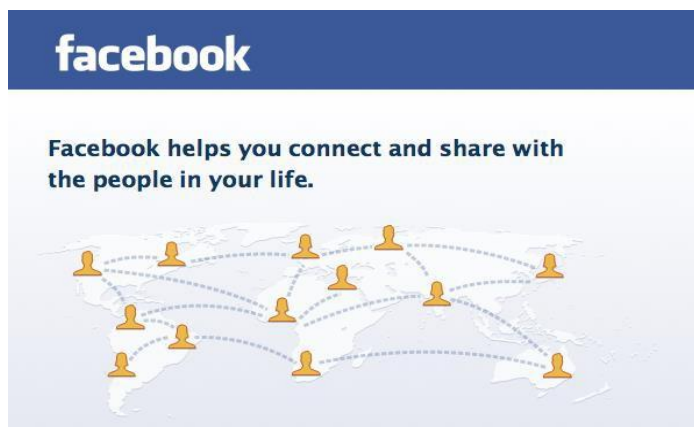 facebook
Facebook helps you connect and share with
the people in your life.